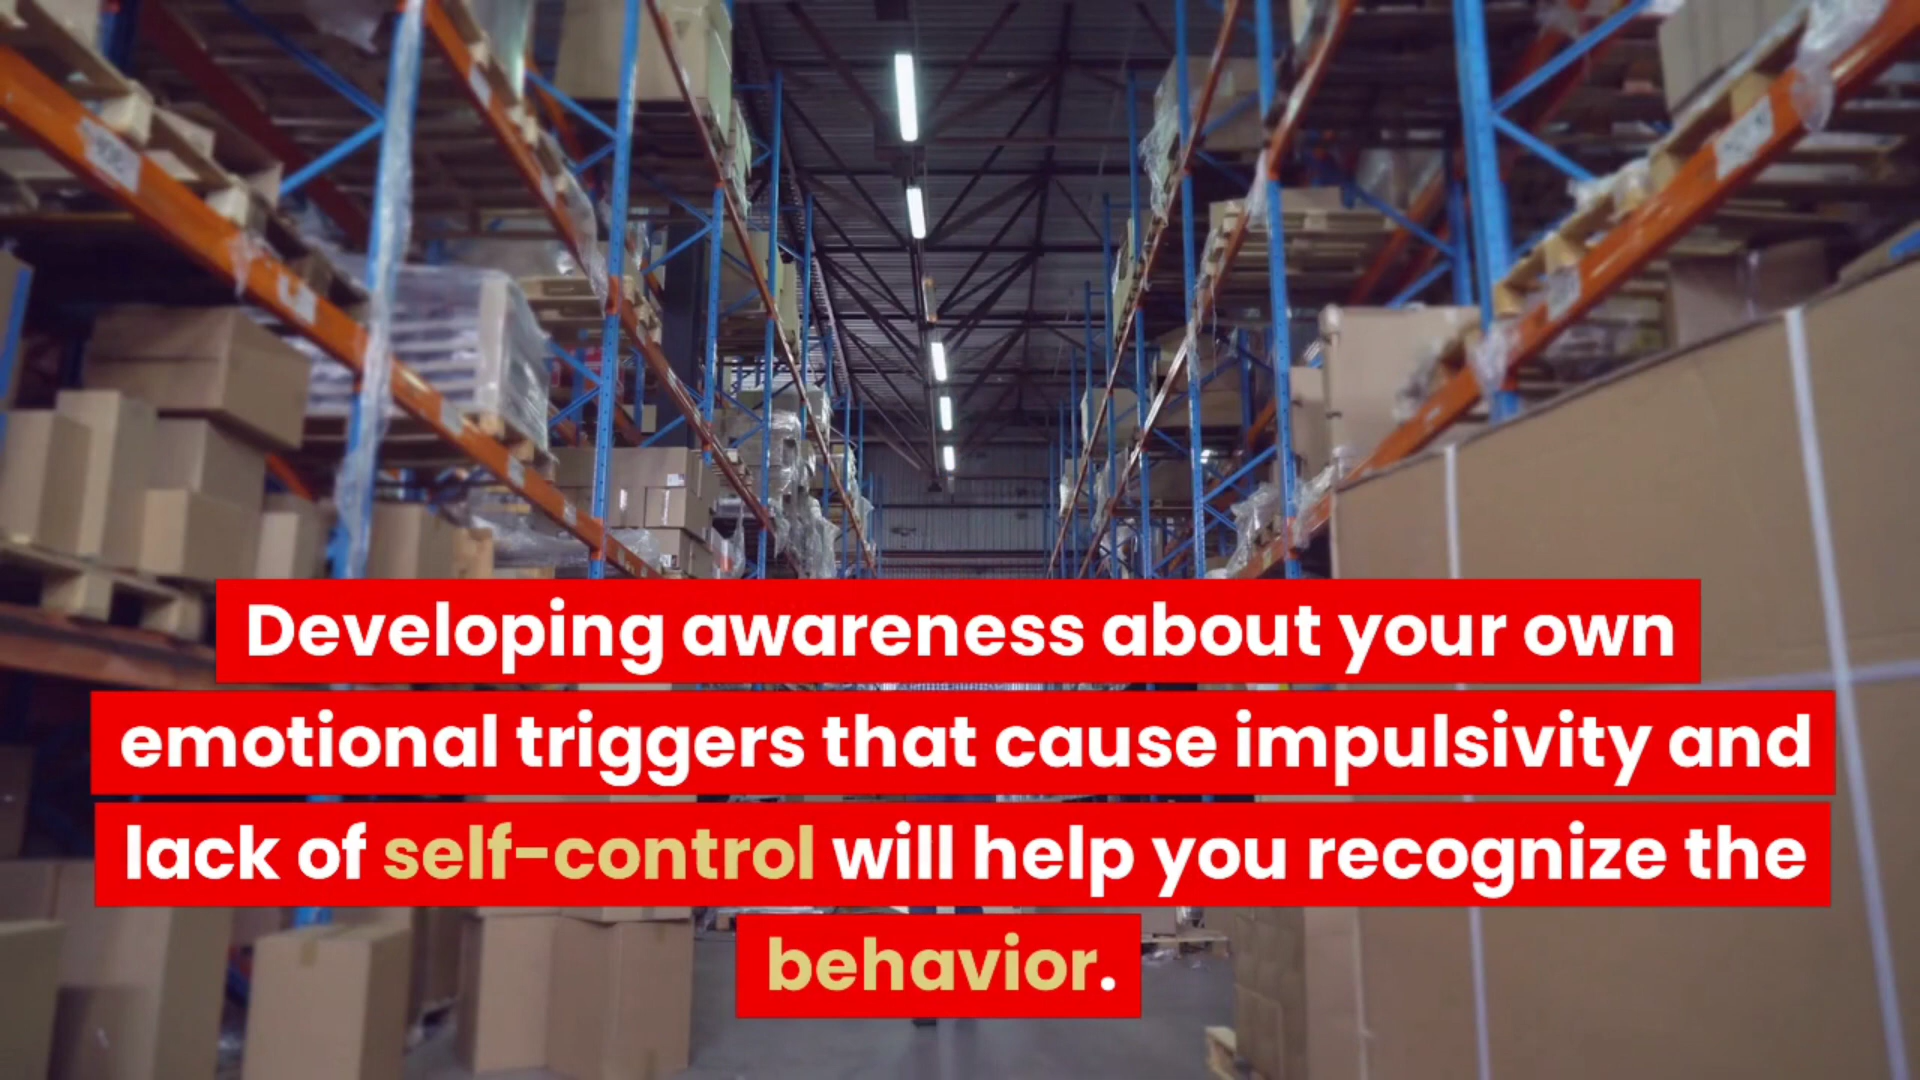 Developing awareness about your own
emotional triggers that cause impulsivity and
lack of self-control will help you recognize the
behavior.